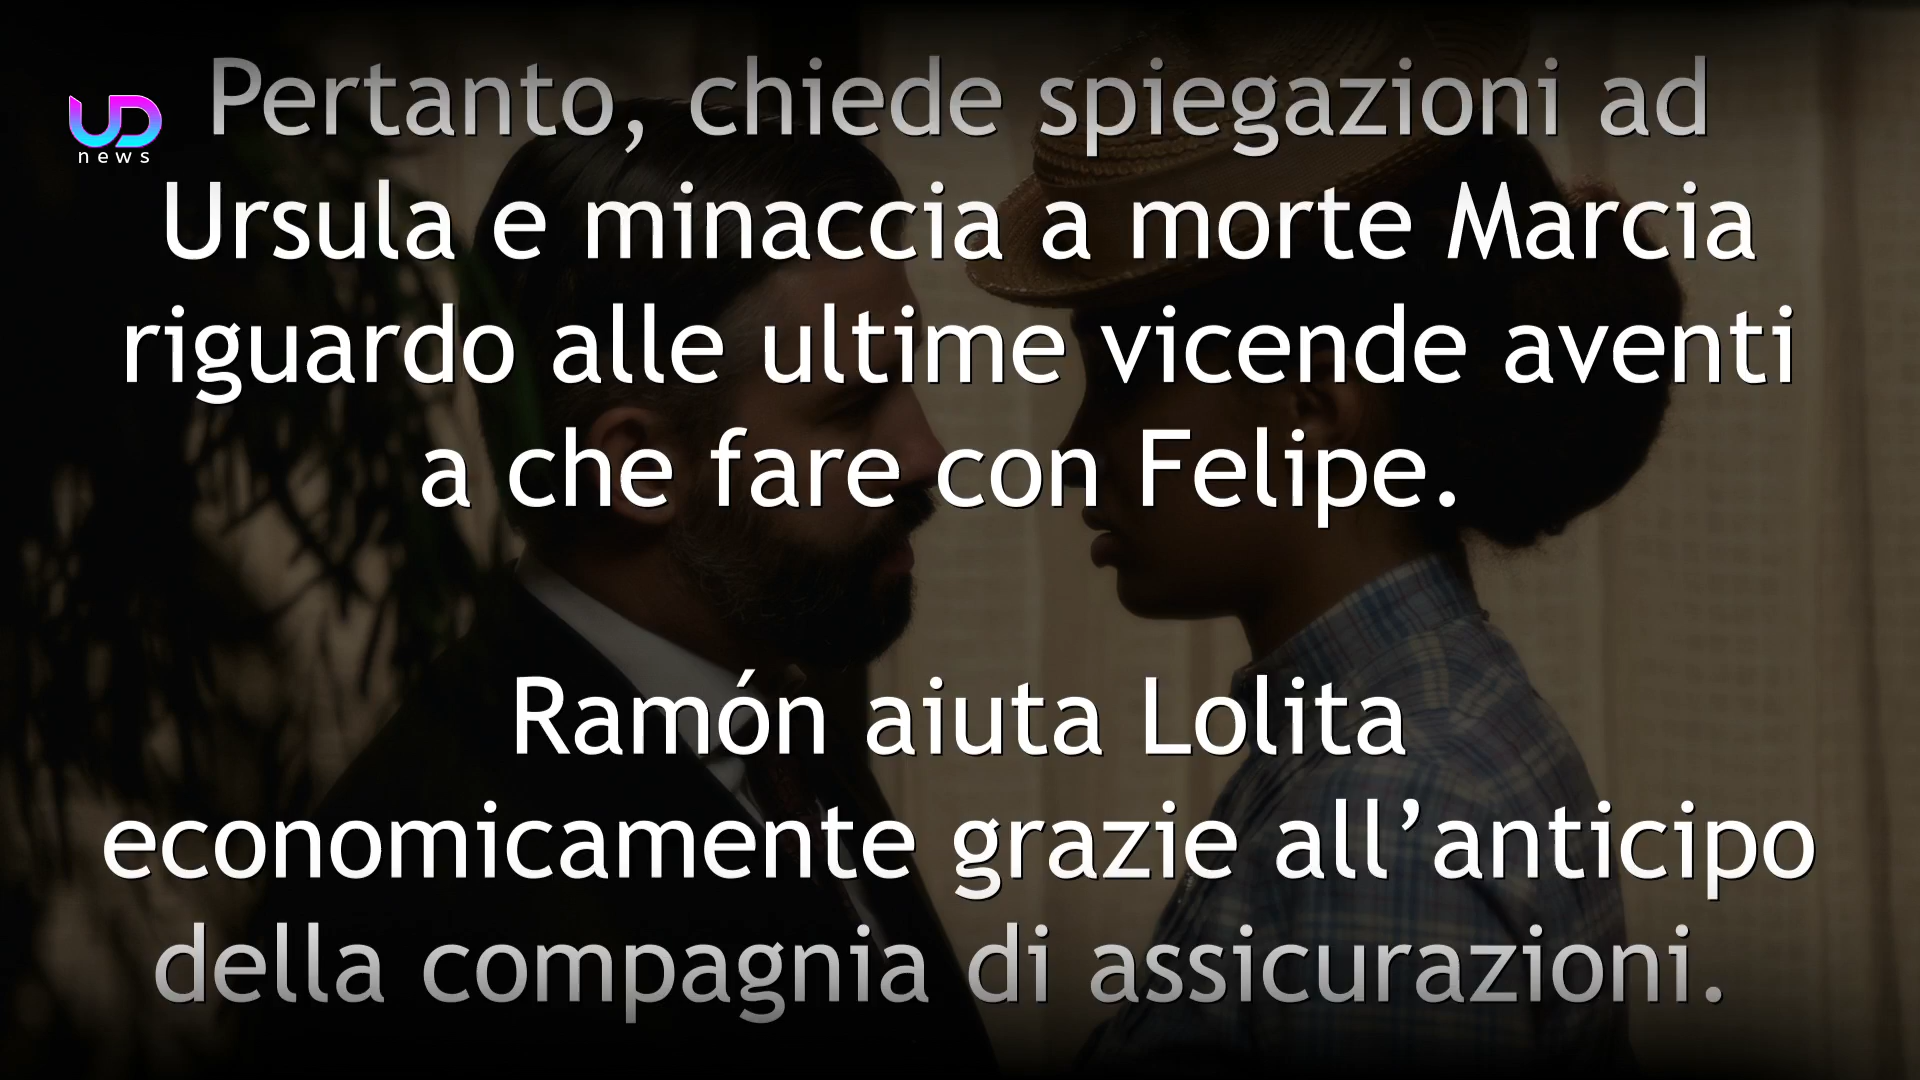 UD
news
Pertanto, chiede spiegazioni ad
Ursula e minaccia a morte Marcia
riguardo alle ultime vicende aventi
a che fare con Felipe.
Ramón aiuta Lolita
economicamente grazie all’anticipo
della compagnia di assicurazioni.